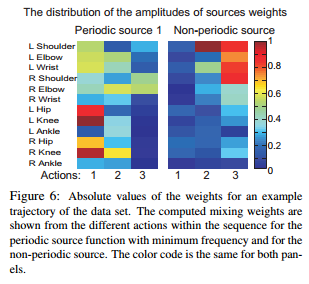 The distribution of the amplitudes of sources weights
Periodic source 1 Non-periodic source
L Shoulder
L Elbow
L Wrist
R Shoulder
R Elbow
R Wrist
L Hip
L Knee
L Ankle
R Hip
R Knee
R Ankle
1
0.8
0.6
0.4
0.2
0
Actions: 1 2 3 1 2 3
Figure 6: Absolute values of the weights for an example
trajectory of the data set. The computed mixing weights are
shown from the different actions within the sequence for the
periodic source function with minimum frequency and for the
non-periodic source. The color code is the same for both pan-
els.